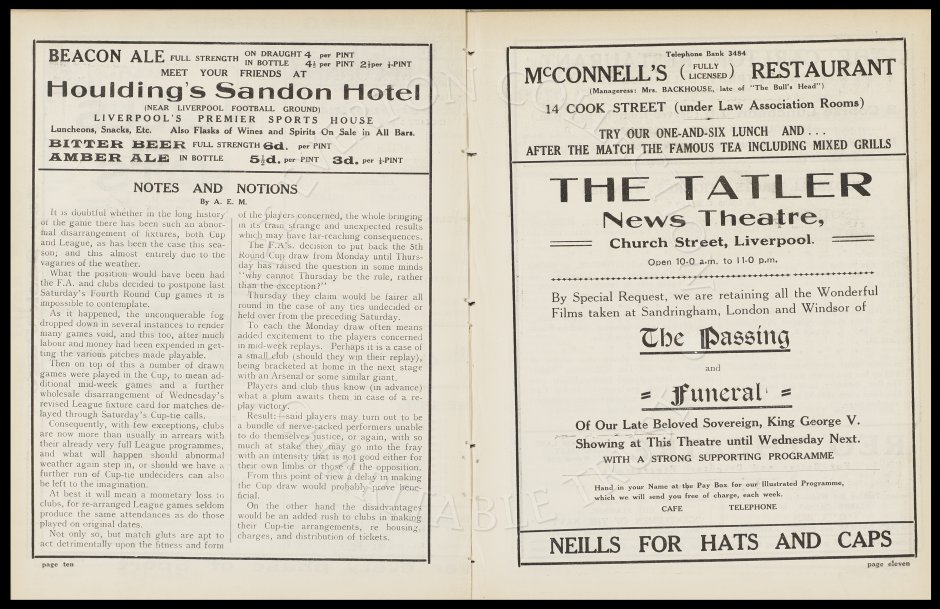 BEACON ALE FULL STRENGTH ON DRAUGHT 4 per PINT
IN BOTTLE 4½ per PINT 2½ per ½-PINT
MEET YOUR FRIENDS AT
Houlding's Sandon Hotel
(NEAR LIVERPOOL FOOTBALL GROUND)
LIVERPOOL'S PREMIER SPORTS HOUSE
Luncheons, Snacks, Etc. Also Flasks of Wines and Spirits On Sale in All Bars.
BITTER BEER FULL STRENGTH 6d. per PINT
AMBER ALE IN BOTTLE 5½d. per PINT 3d. per ½-PINT
NOTES AND NOTIONS
By A. E. M.
It is doubtful whether in the long history
of the game there has been such an abnor-
mal disarrangement of fixtures, both Cup
and League, as has been the case this sea-
son; and this almost entirely due to the
vagaries of the weather.
What the position would have been had
the F.A. and clubs decided to postpone last
Saturday's Fourth Round Cup games it is
impossible to contemplate.
As it happened, the unconquerable fog
dropped down in several instances to render
many games void, and this too, after much
labour and money had been expended in get-
ting the various pitches made playable.
Then on top of this a number of drawn
games were played in the Cup, to mean ad-
ditional mid-week games and a further
wholesale disarrangement of Wednesday's
revised League fixture card for matches de-
layed through Saturday's Cup-tie calls.
Consequently, with few exceptions, clubs
are now more than usually in arrears with
their already very full League programmes,
and what will happen should abnormal
weather again step in, or should we have a
further run of Cup-tie undeciders can also
be left to the imagination.
At best it will mean a monetary loss to
clubs, for re-arranged League games seldom
produce the same attendances as do those
played on original dates.
Not only so, but match gluts are apt to
act detrimentally upon the fitness and form
of the players concerned, the whole bringing
in its train strange and unexpected results
which may have far-reaching consequences.
The F.A's. decision to put back the 5th
Round Cup draw from Monday until Thurs-
day has raised the question in some minds
"why cannot Thursday be the rule, rather
than the exception?"
Thursday they claim would be fairer all
round in the case of any ties undecided or
held over from the preceding Saturday.
To each the Monday draw often means
added excitement to the players concerned
in mid-week replays. Perhaps it is a case of
a small club (should they win their replay),
being bracketed at home in the next stage
with an Arsenal or some similar giant.
Players and club thus know (in advance)
what a plum awaits them in case of a re-
play victory.
Result:—said players may turn out to be
a bundle of nerve-racked performers unable
to do themselves justice, or again, with so
much at stake they may go into the fray
with an intensity that is not good either for
their own limbs or those of the opposition.
From this point of view a delay in making
the Cup draw would probably prove bene-
ficial.
On the other hand the disadvantages
would be an added rush to clubs in making
their Cup-tie arrangements, re housing,
charges, and distribution of tickets.
page ten
Telephone Bank 3484
McCONNELL'S (FULLY LICENSED) RESTAURANT
(Manageress: Mrs. BACKHOUSE, late of "The Bull's Head")
14 COOK STREET (under Law Association Rooms)
TRY OUR ONE-AND-SIX LUNCH AND . . .
AFTER THE MATCH THE FAMOUS TEA INCLUDING MIXED GRILLS
THE TATLER
News Theatre,
Church Street, Liverpool.
Open 10-0 a.m. to 11-0 p.m.
By Special Request, we are retaining all the Wonderful
Films taken at Sandringham, London and Windsor of
The Passing
and
= Funeral =
Of Our Late Beloved Sovereign, King George V.
Showing at This Theatre until Wednesday Next.
WITH A STRONG SUPPORTING PROGRAMME
Hand in your Name at the Pay Box for our Illustrated Programme,
which we will send you free of charge, each week.
CAFE TELEPHONE
NEILLS FOR HATS AND CAPS
page eleven